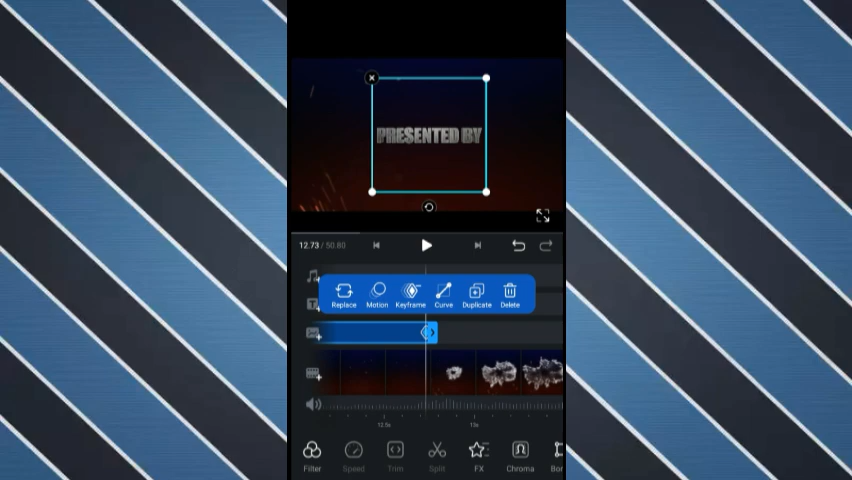 PRESENTED BY
12.73 / 50.80
Replace Motion Keyframe Curve Duplicate Delete
12.5s 13s
Filter Speed Trim Split FX Chroma Bor